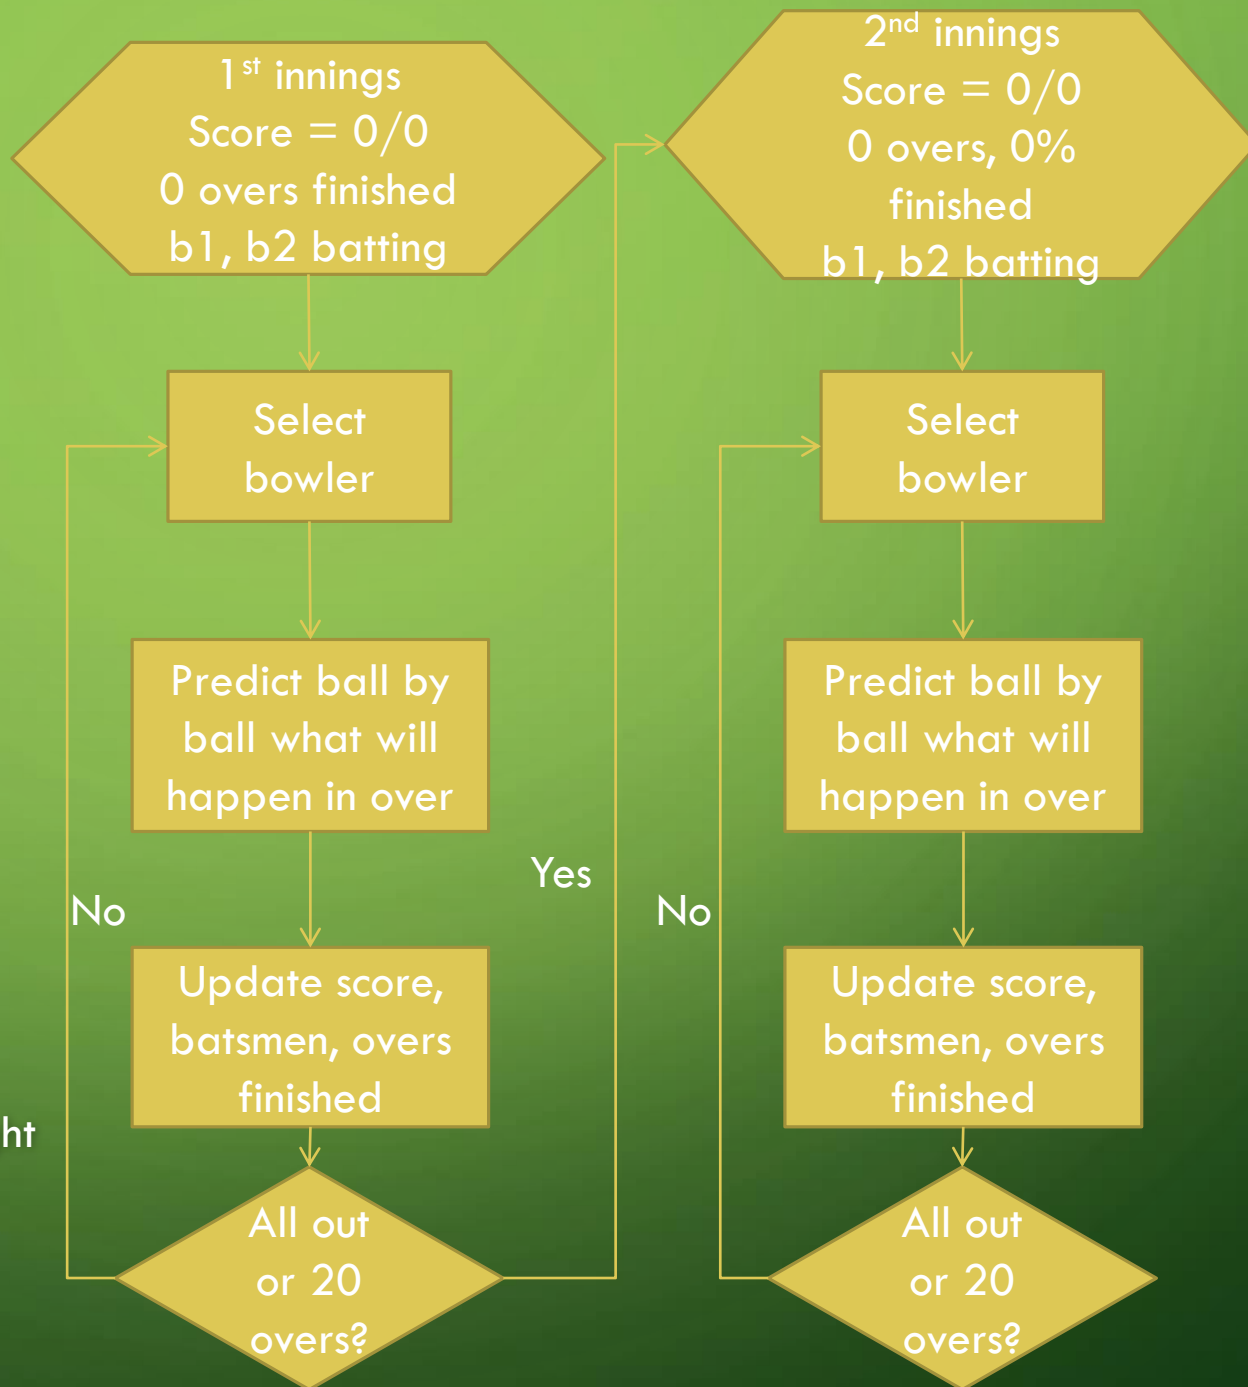 1st innings
Score = 0/0
0 overs finished
b1, b2 batting
Select
bowler
Predict ball by
ball what will
happen in over
No
Yes
Update score,
batsmen, overs
finished
ht
All out
or 20
overs?
2nd innings
Score = 0/0
0 overs, 0%
finished
b1, b2 batting
Select
bowler
Predict ball by
ball what will
happen in over
No
Update score,
batsmen, overs
finished
All out
or 20
overs?